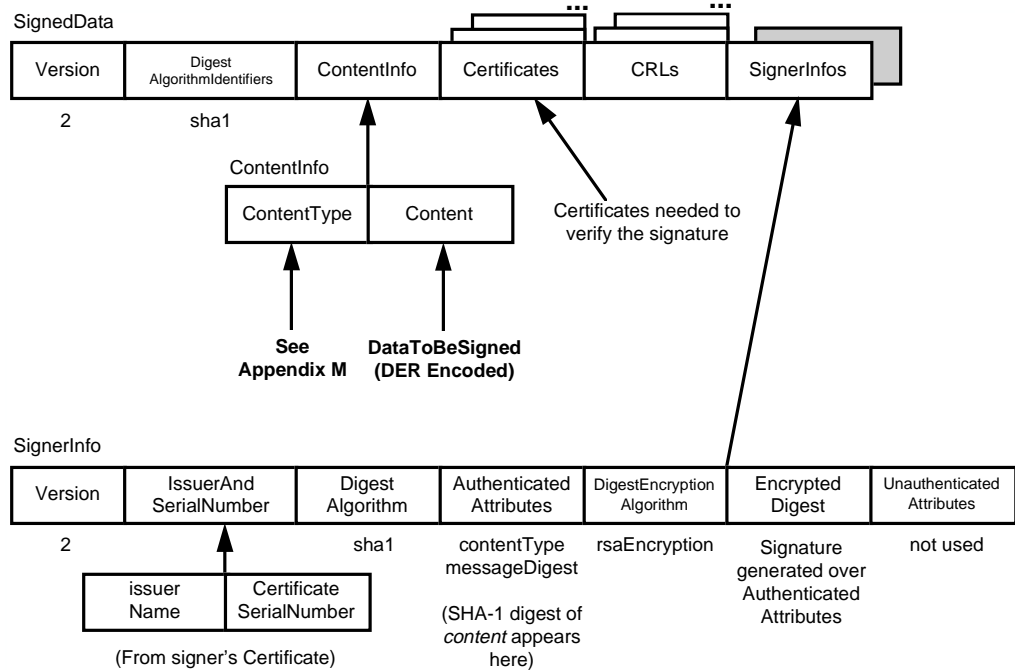 SignedData
...
...
Version
Digest
AlgorithmIdentifiers
ContentInfo
Certificates
CRLs
SignerInfos
2
sha1
ContentInfo
ContentType
Content
Certificates needed to
verify the signature
See
Appendix M
DataToBeSigned
(DER Encoded)
SignerInfo
Version
IssuerAnd
SerialNumber
Digest
Algorithm
Authenticated
Attributes
DigestEncryption
Algorithm
Encrypted
Digest
Unauthenticated
Attributes
2
sha1
contentType
messageDigest
(SHA-1 digest of
content appears
here)
rsaEncryption
Signature
generated over
Authenticated
Attributes
not used
issuer
Name
Certificate
SerialNumber
(From signer's Certificate)